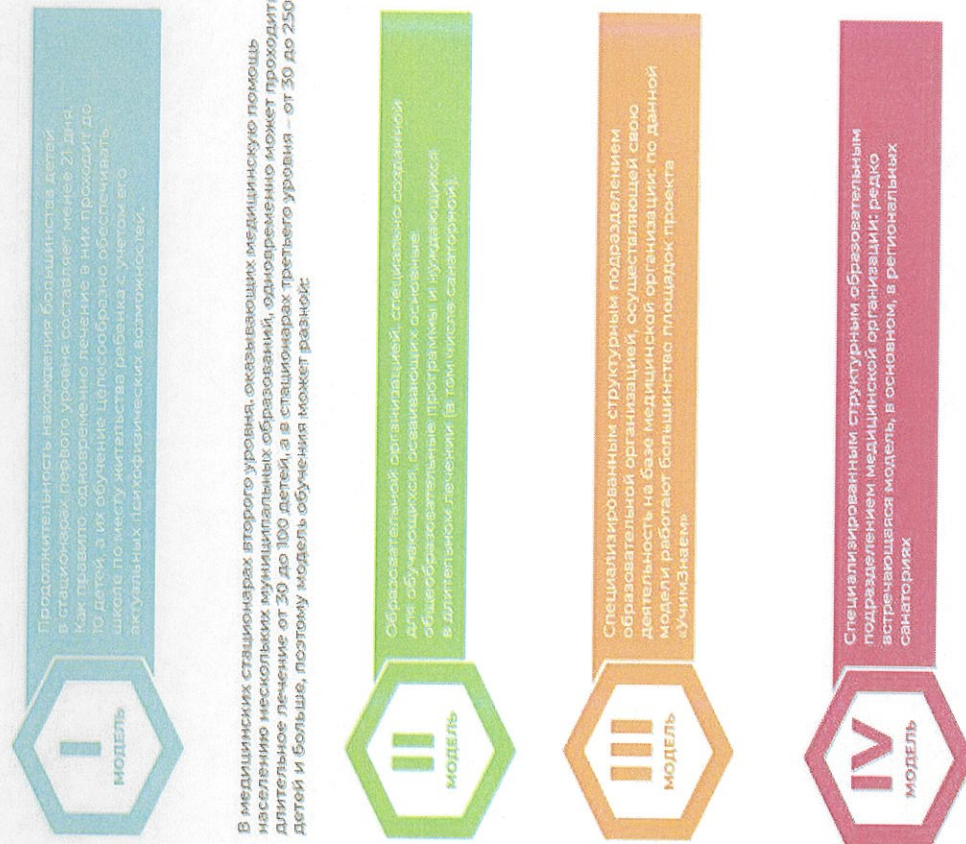 I
МОДЕЛЬ
Продолжительность нахождения большинства детей
в стационарах первого уровня составляет менее 21 дня.
Как правило одновременно лечение в них проходит до
10 детей, а их обучение целесообразно обеспечивать
школе по месту жительства ребенка с учетом его
актуальных психофизических возможностей.
В медицинских стационарах второго уровня, оказывающих медицинскую помощь
населению нескольких муниципальных образований, одновременно может проходить
длительное лечение от 30 до 100 детей, а в стационарах третьего уровня – от 30 до 250
детой и больше, поэтому модель обучения может разной:
II
МОДЕЛЬ
Образовательной организацией, специально созданной
для обучающихся, осваивающих основные
общеобразовательные программы и нуждающихся
в длительном лечении (в том числе санаторной).
III
МОДЕЛЬ
Специализированным структурным подразделением
образовательной организацией, осуществляющей свою
деятельность на базе медицинской организации: по данной
модели работают большинство площадок проекта
«УчимЗнаем»
IV
МОДЕЛЬ
Специализированным структурным образовательным
подразделением медицинской организации: редко
встречающаяся модель, в основном, в региональных
санаториях